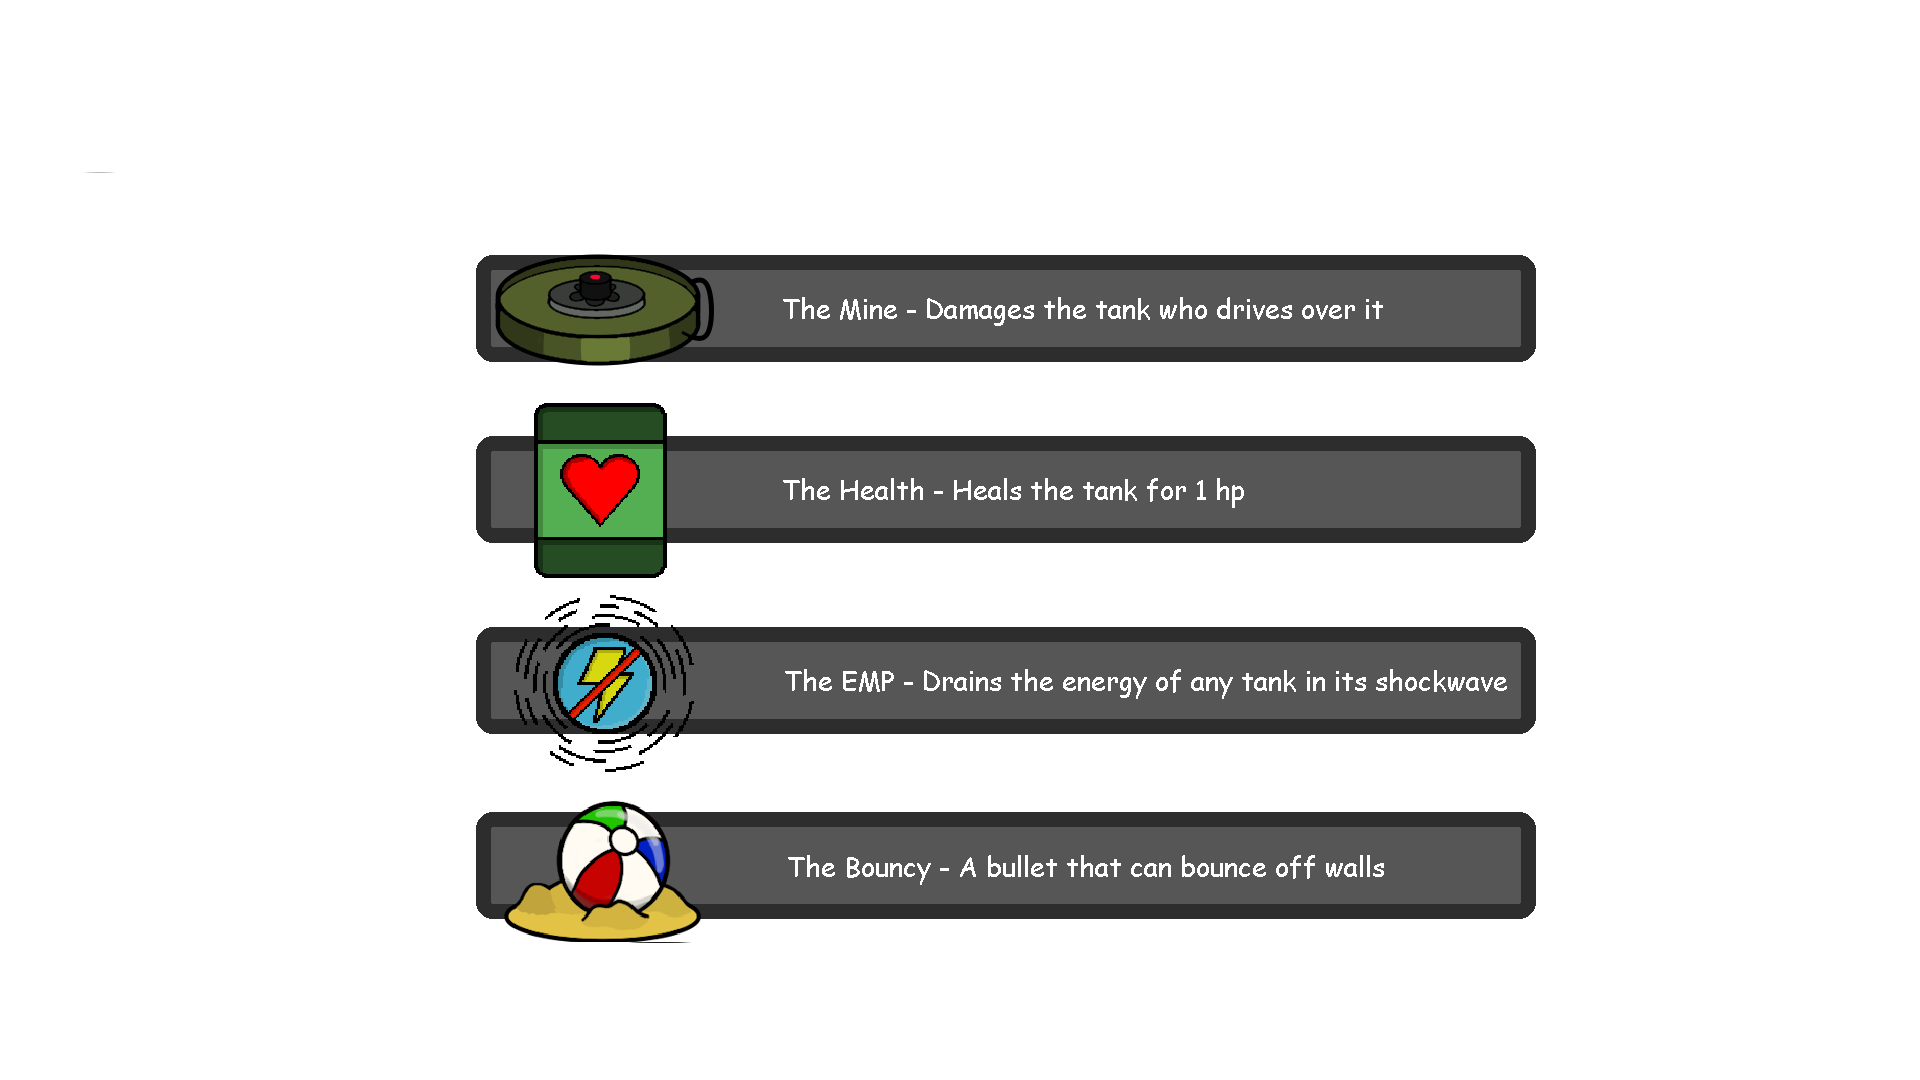 The Mine - Damages the tank who drives over it
The Health - Heals the tank for 1 hp
The EMP - Drains the energy of any tank in its shockwave
The Bouncy - A bullet that can bounce off walls